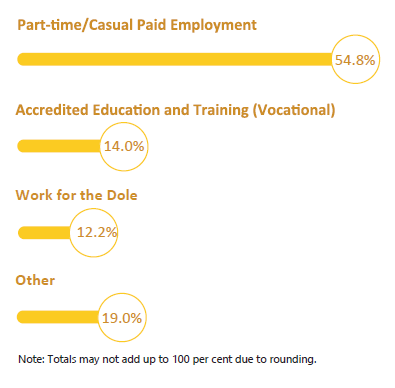 Part-time/Casual Paid Employment
54.8%
Accredited Education and Training (Vocational)
14.0%
Work for the Dole
12.2%
Other
19.0%
Note: Totals may not add up to 100 per cent due to rounding.